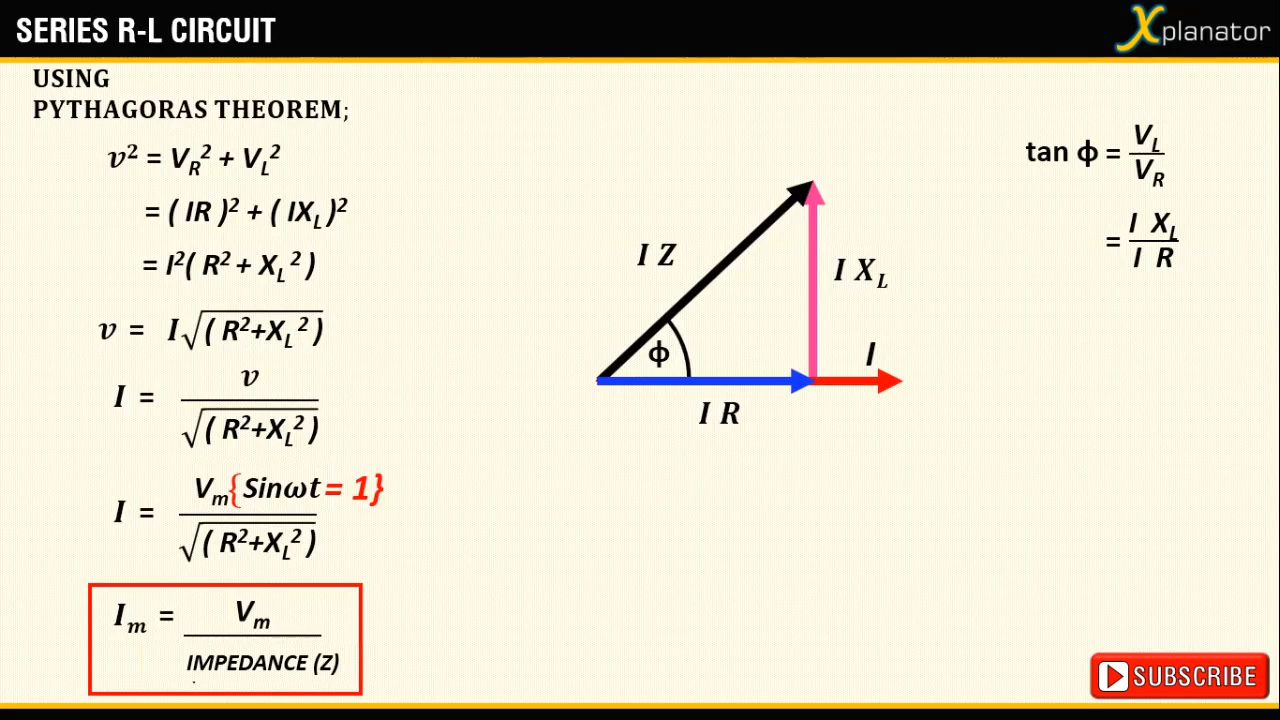 SERIES R-L CIRCUIT
Xplanator
USING
PYTHAGORAS THEOREM;
v² = V_R² + V_L²
= ( IR )² + ( IX_L )²
= I²( R² + X_L² )
v = I√( R²+X_L² )
I = v
√( R²+X_L² )
I = V_m{Sinωt = 1}
√( R²+X_L² )
I_m = V_m
IMPEDANCE (Z)
I Z
I X_L
ϕ
I
I R
tan ϕ = V_L
V_R
= I X_L
I R
SUBSCRIBE